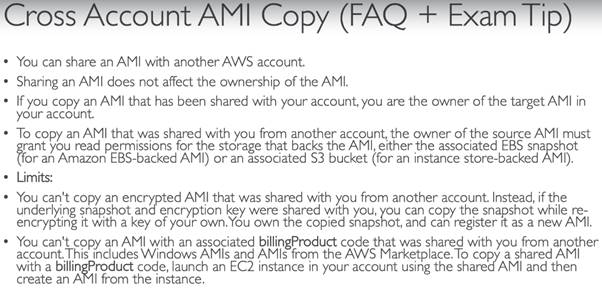 Cross Account AMI Copy (FAQ + Exam Tip)
• You can share an AMI with another AWS account.
• Sharing an AMI does not affect the ownership of the AMI.
• If you copy an AMI that has been shared with your account, you are the owner of the target AMI in
your account.
• To copy an AMI that was shared with you from another account, the owner of the source AMI must
grant you read permissions for the storage that backs the AMI, either the associated EBS snapshot
(for an Amazon EBS-backed AMI) or an associated S3 bucket (for an instance store-backed AMI).
• Limits:
• You can't copy an encrypted AMI that was shared with you from another account. Instead, if the
underlying snapshot and encryption key were shared with you, you can copy the snapshot while re-
encrypting it with a key of your own. You own the copied snapshot, and can register it as a new AMI.
• You can't copy an AMI with an associated billingProduct code that was shared with you from another
account. This includes Windows AMIs and AMIs from the AWS Marketplace. To copy a shared AMI
with a billingProduct code, launch an EC2 instance in your account using the shared AMI and then
create an AMI from the instance.